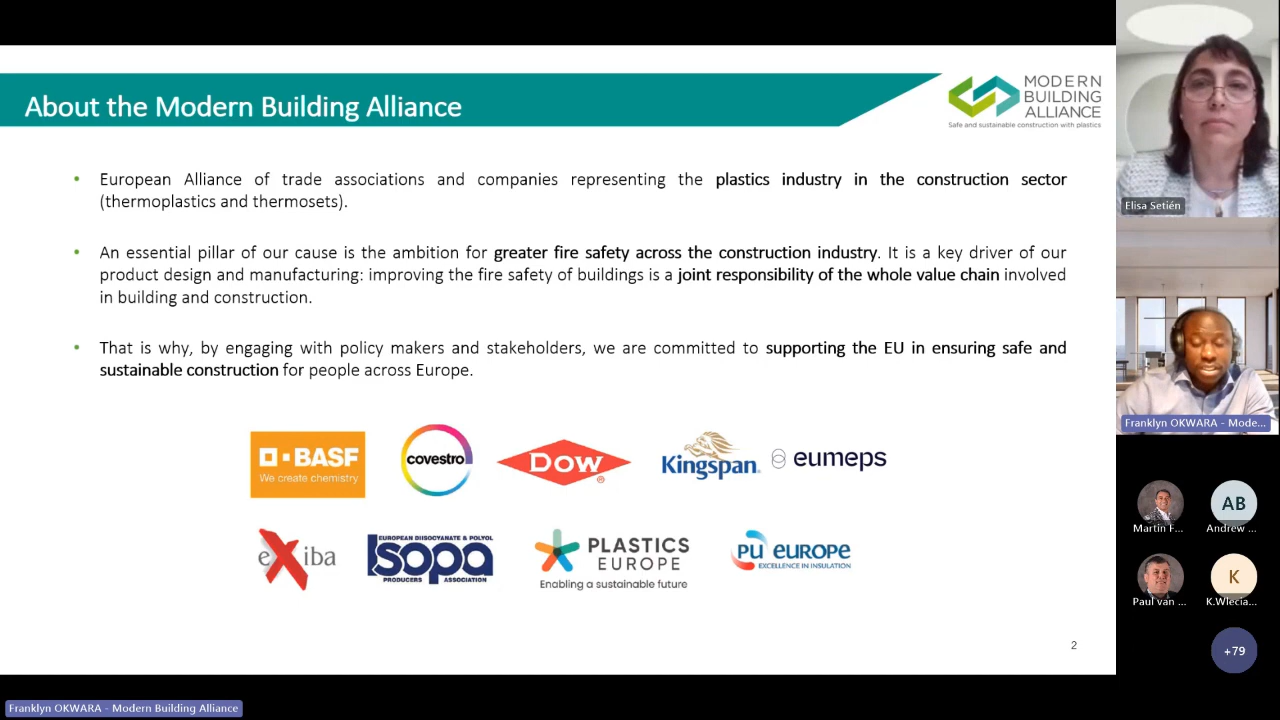 About the Modern Building Alliance
MODERN
BUILDING
ALLIANCE
Safe and sustainable construction with plastics
• European Alliance of trade associations and companies representing the plastics industry in the construction sector
(thermoplastics and thermosets).
• An essential pillar of our cause is the ambition for greater fire safety across the construction industry. It is a key driver of our
product design and manufacturing: improving the fire safety of buildings is a joint responsibility of the whole value chain involved
in building and construction.
• That is why, by engaging with policy makers and stakeholders, we are committed to supporting the EU in ensuring safe and
sustainable construction for people across Europe.
BASF
We create chemistry
covestro
DOW
Kingspan.
eumeps
eXiba
EUROPEAN DIISOCYANATE & POLYOL
Isopa
PRODUCERS ASSOCIATION
PLASTICS
EUROPE
Enabling a sustainable future
PU EUROPE
EXCELLENCE IN INSULATION
2
Elisa Setién
Franklyn OKWARA - Mode...
Martín F...
AB
Andrew ...
Paul van ...
K
K.Wlecia...
+79
Franklyn OKWARA - Modern Building Alliance